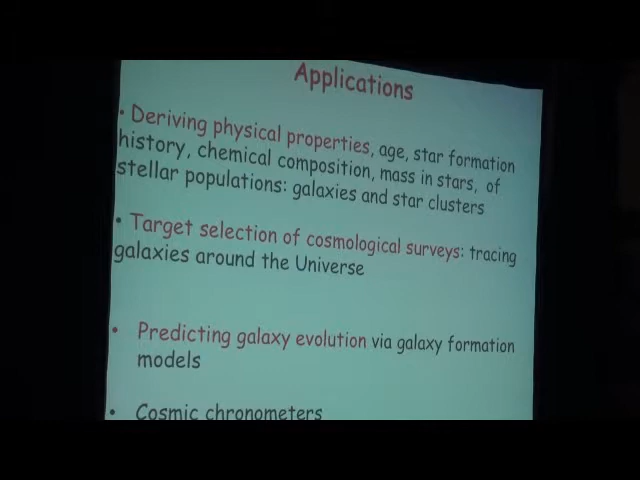 Applications
• Deriving physical properties, age, star formation
history, chemical composition, mass in stars, of
stellar populations: galaxies and star clusters
• Target selection of cosmological surveys: tracing
galaxies around the Universe
• Predicting galaxy evolution via galaxy formation
models
• Cosmic chronometers